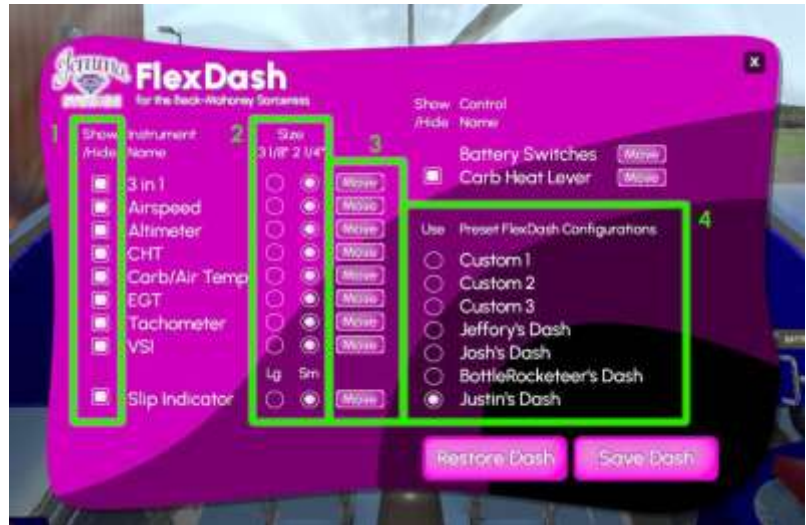 Jemma
FlexDash
for the Beck-Mahoney Sorceress
X
1
Show
/Hide
Instrument
Name
2
Size
3 1/8" 2 1/4"
3
Show
/Hide
Control
Name
Battery Switches Move
Carb Heat Lever Move
3 in 1 Move
Airspeed Move
Altimeter Move
CHT Move
Carb/Air Temp Move
EGT Move
Tachometer Move
VSI Move
Lg Sm
Slip Indicator Move
4
Use Preset FlexDash Configurations
Custom 1
Custom 2
Custom 3
Jeffory's Dash
Josh's Dash
BottleRocketeer's Dash
Justin's Dash
Restore Dash Save Dash